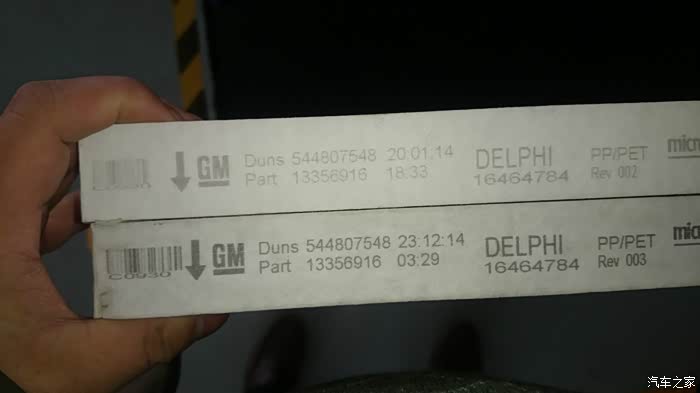 GM
Duns 544807548 20:01:14
Part 13356916 18:33
DELPHI
16464784
PP/PET
Rev 002
C0930
GM
Duns 544807548 23:12:14
Part 13356916 03:29
DELPHI
16464784
PP/PET
Rev 003
汽车之家